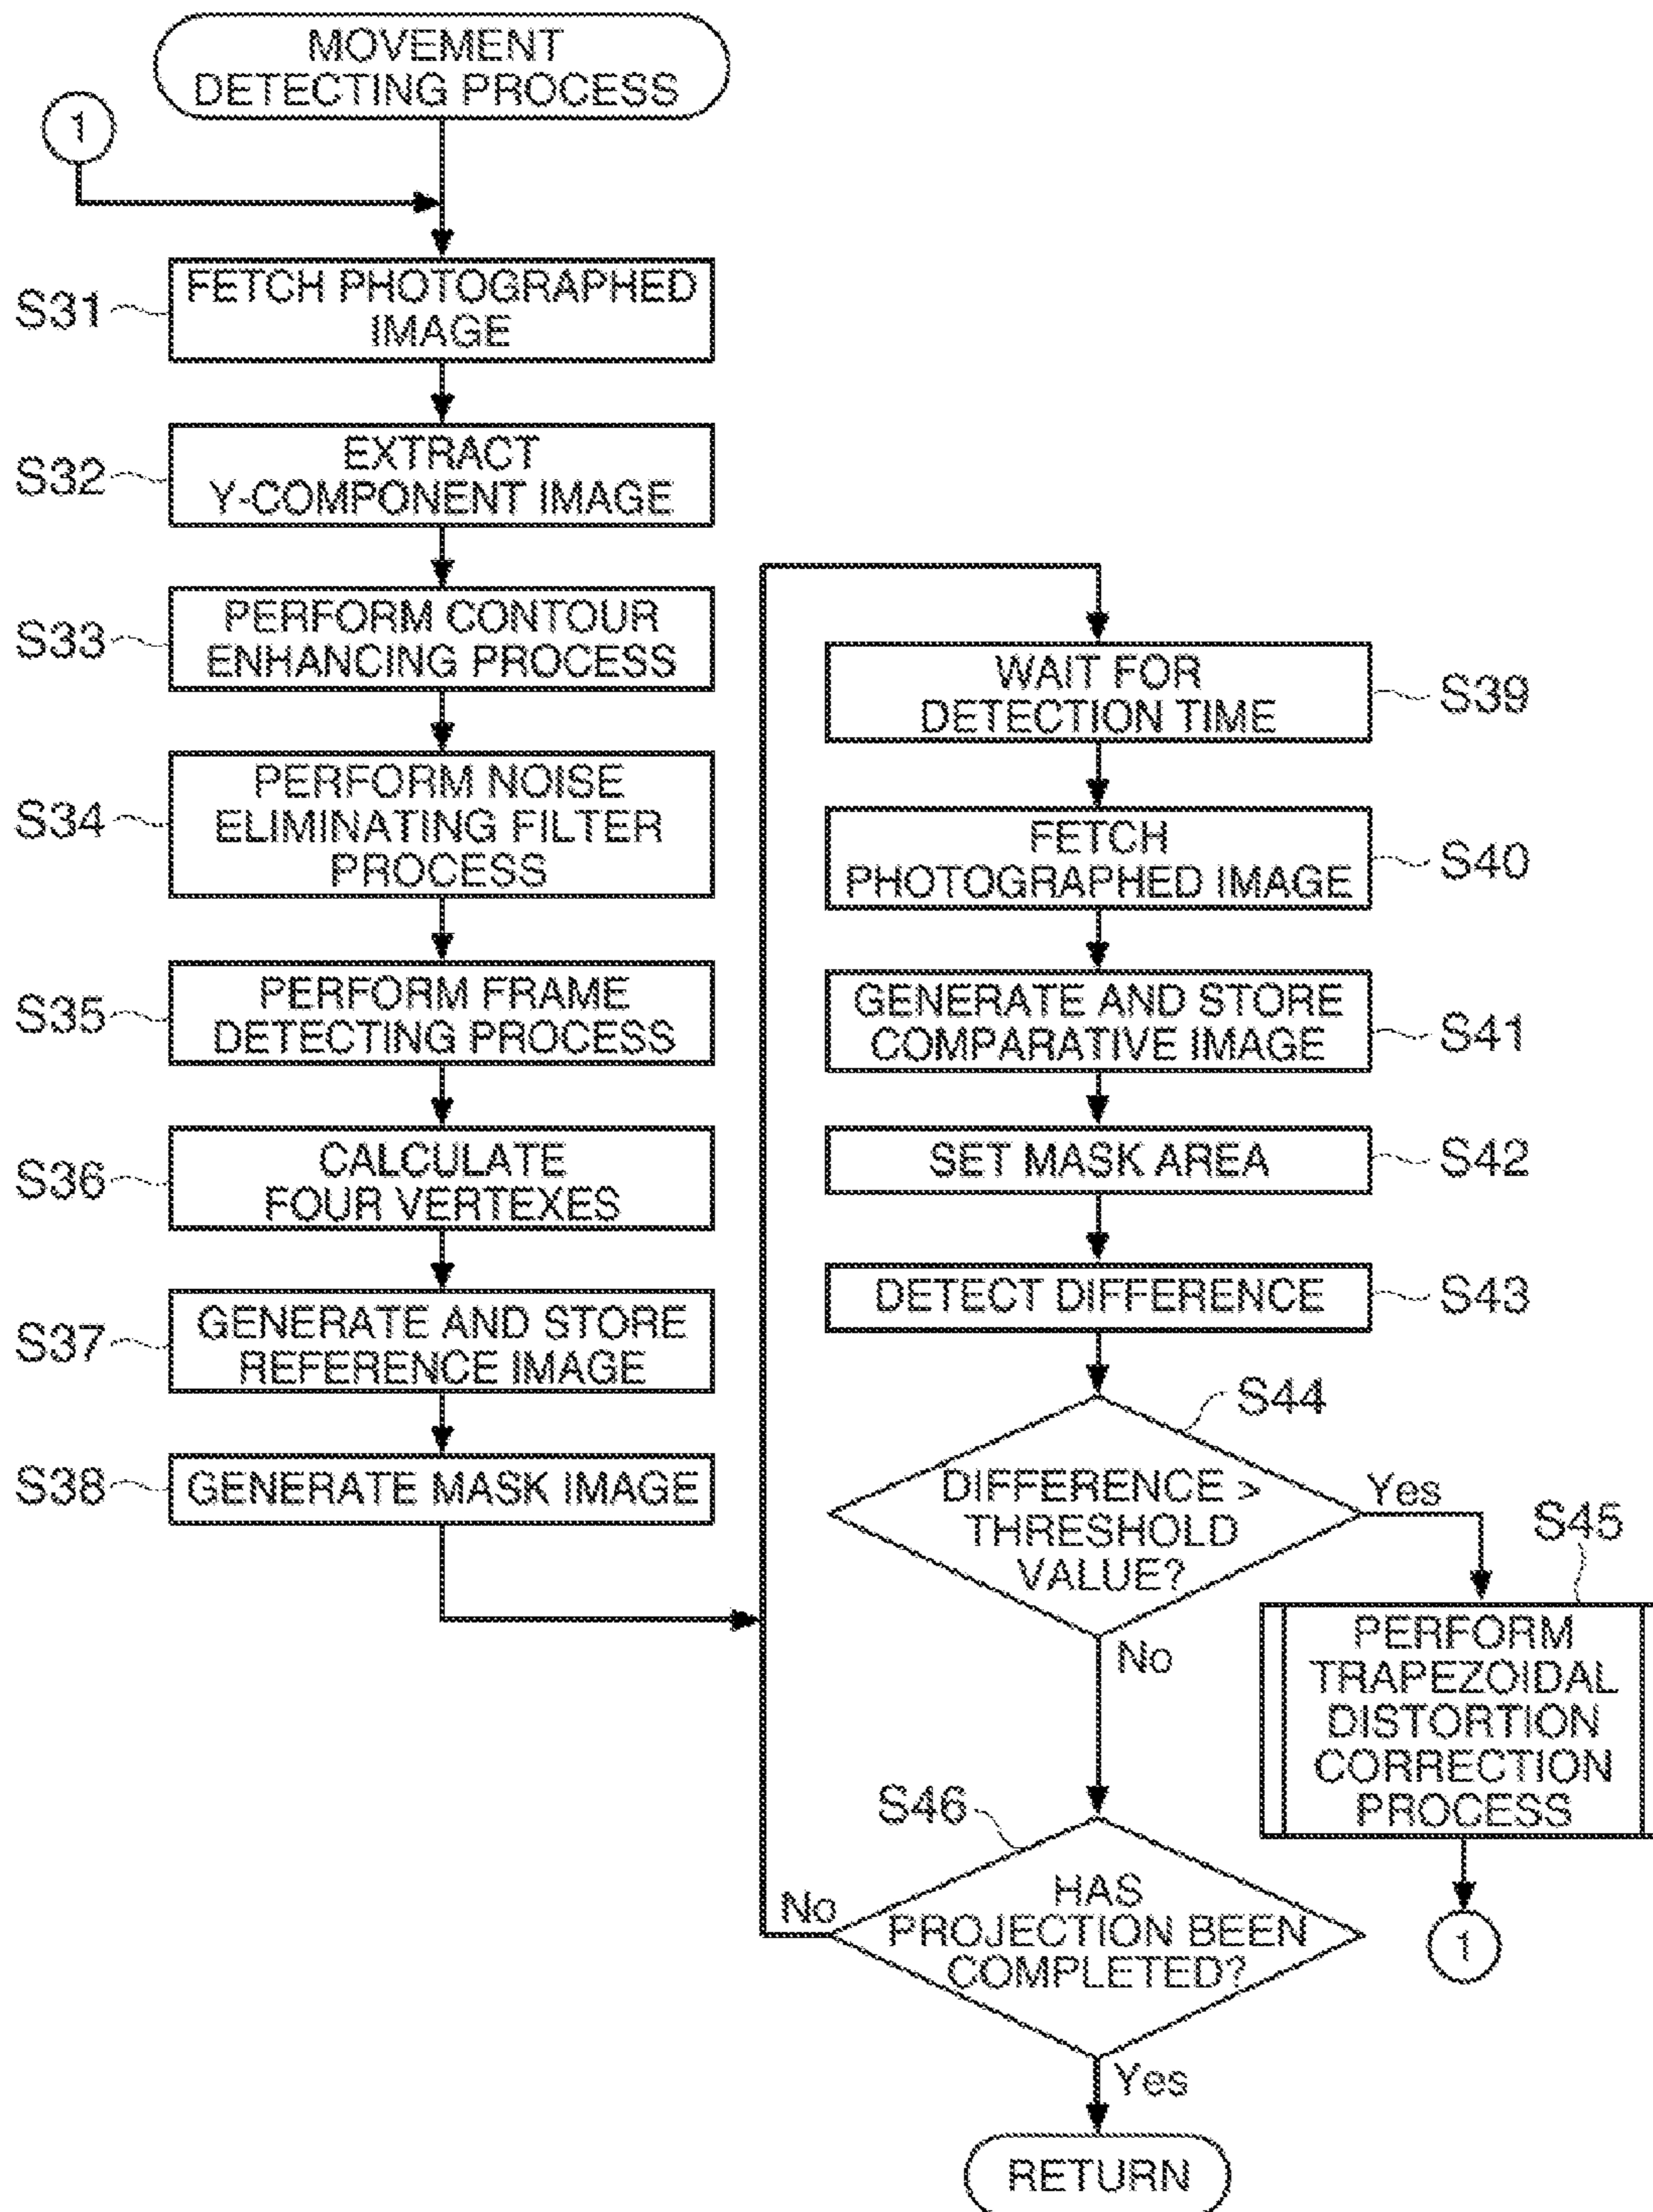 MOVEMENT
DETECTING PROCESS
1
S31
FETCH PHOTOGRAPHED
IMAGE
S32
EXTRACT
Y-COMPONENT IMAGE
S33
PERFORM CONTOUR
ENHANCING PROCESS
S34
PERFORM NOISE
ELIMINATING FILTER
PROCESS
S35
PERFORM FRAME
DETECTING PROCESS
S36
CALCULATE
FOUR VERTEXES
S37
GENERATE AND STORE
REFERENCE IMAGE
S38
GENERATE MASK IMAGE
WAIT FOR
DETECTION TIME
S39
FETCH
PHOTOGRAPHED IMAGE
S40
GENERATE AND STORE
COMPARATIVE IMAGE
S41
SET MASK AREA
S42
DETECT DIFFERENCE
S43
S44
DIFFERENCE >
THRESHOLD
VALUE?
Yes
No
S45
PERFORM
TRAPEZOIDAL
DISTORTION
CORRECTION
PROCESS
1
S46
HAS
PROJECTION BEEN
COMPLETED?
No
Yes
RETURN